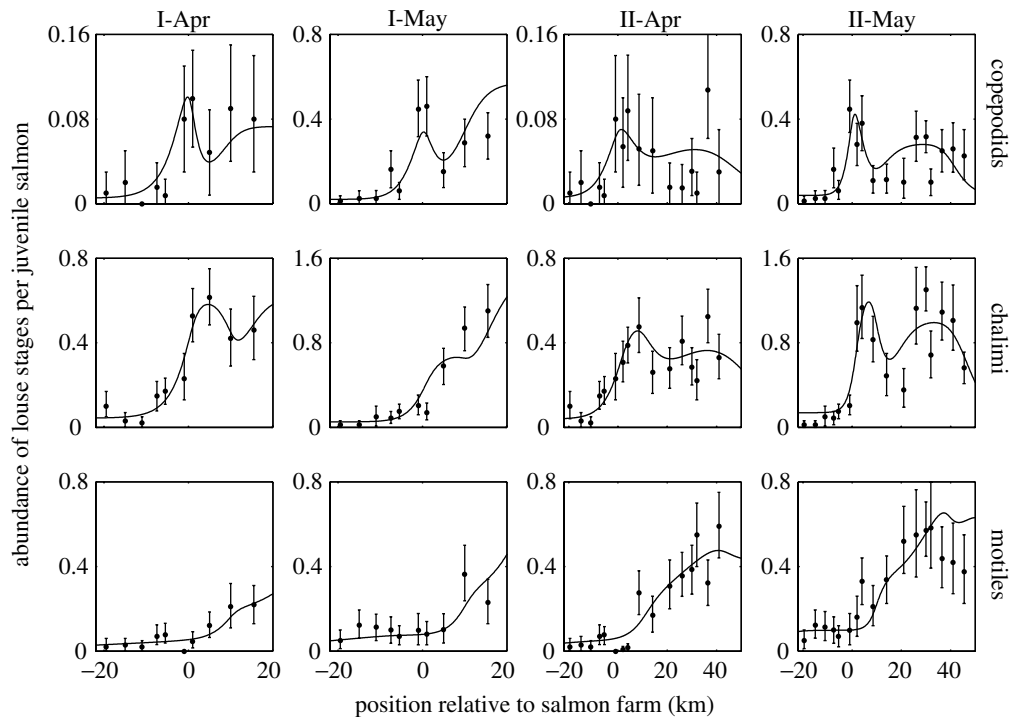 I-Apr I-May II-Apr II-May
0.16 0.8 0.16 0.8
0.08 0.4 0.08 0.4
0 0 0 0
copepodids
0.8 1.6 0.8 1.6
0.4 0.8 0.4 0.8
0 0 0 0
chalimi
0.8 0.8 0.8 0.8
0.4 0.4 0.4 0.4
0 0 0 0
motiles
−20 0 20 −20 0 20 −20 0 20 40 −20 0 20 40
abundance of louse stages per juvenile salmon
position relative to salmon farm (km)